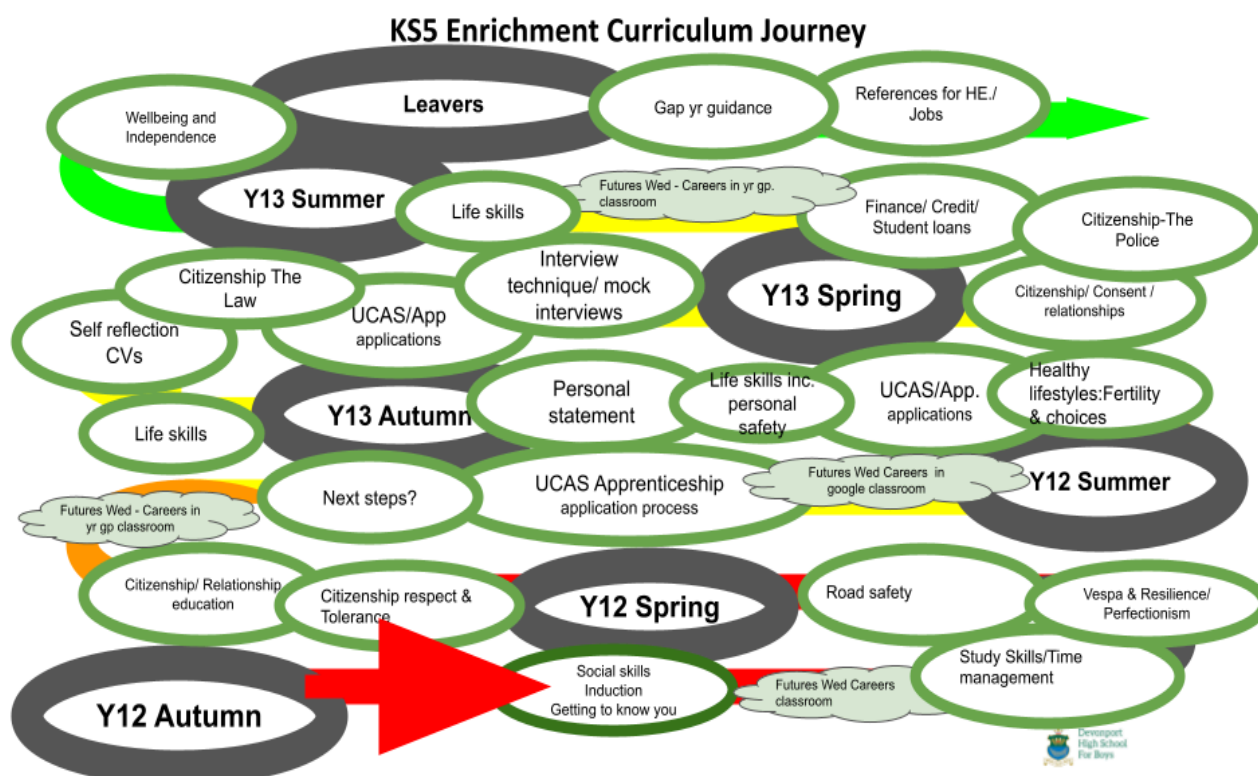 KS5 Enrichment Curriculum Journey
Leavers
Wellbeing and
Independence
Gap yr guidance
References for HE./
Jobs
Y13 Summer
Life skills
Futures Wed - Careers in yr gp.
classroom
Finance/ Credit/
Student loans
Citizenship-The
Police
Citizenship The
Law
Interview
technique/ mock
interviews
Y13 Spring
Citizenship/ Consent /
relationships
Self reflection
CVs
UCAS/App
applications
Y13 Autumn
Personal
statement
Life skills inc.
personal
safety
UCAS/App.
applications
Healthy
lifestyles:Fertility
& choices
Life skills
Next steps?
UCAS Apprenticeship
application process
Futures Wed Careers in
google classroom
Y12 Summer
Futures Wed - Careers in
yr gp classroom
Citizenship/ Relationship
education
Citizenship respect &
Tolerance
Y12 Spring
Road safety
Vespa & Resilience/
Perfectionism
Y12 Autumn
Social skills
Induction
Getting to know you
Futures Wed Careers
classroom
Study Skills/Time
management
Devonport
High School
For Boys